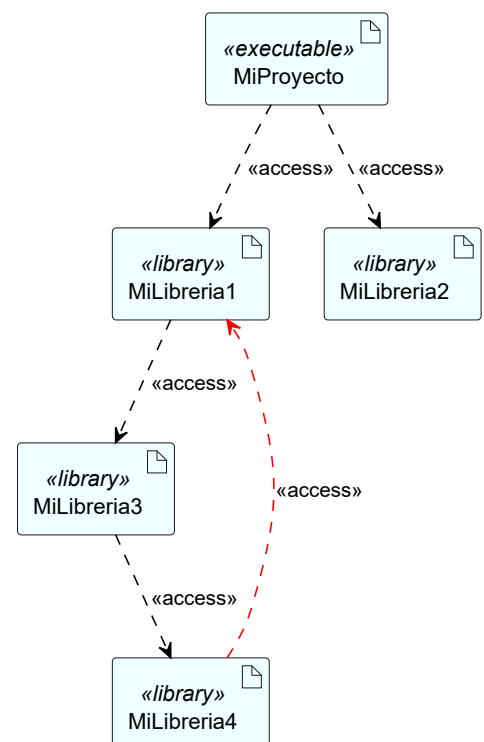 «executable»
MiProyecto
«access»
«access»
«library»
MiLibreria1
«library»
MiLibreria2
«access»
«library»
MiLibreria3
«access»
«access»
«library»
MiLibreria4